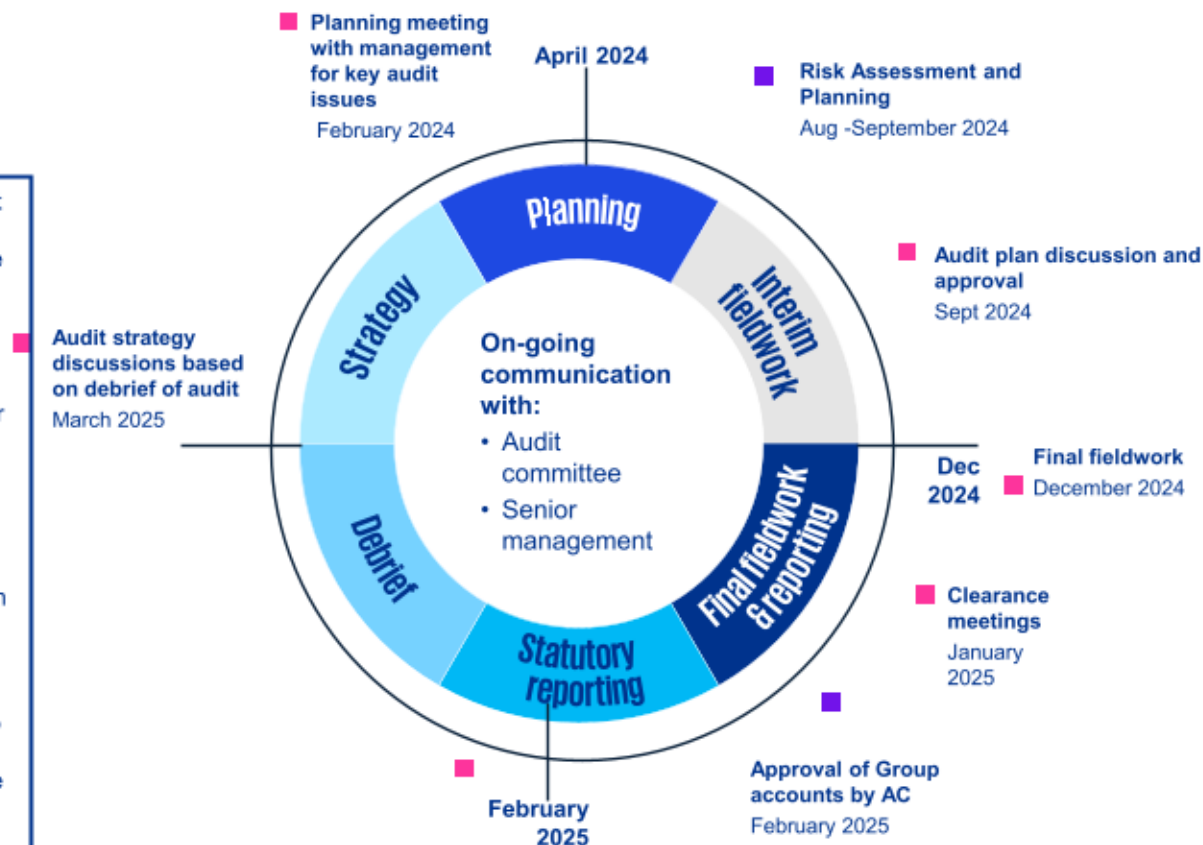 Planning meeting
with management
for key audit
issues
February 2024
April 2024
Risk Assessment and
Planning
Aug -September 2024
Planning
Interim
fieldwork
Strategy
Audit plan discussion and
approval
Sept 2024
Audit strategy
discussions based
on debrief of audit
March 2025
On-going
communication
with:
• Audit
committee
• Senior
management
Dec
2024
Final fieldwork
December 2024
Debrief
Final fieldwork
& reporting
Statutory
reporting
Clearance
meetings
January
2025
Approval of Group
accounts by AC
February 2025
February
2025